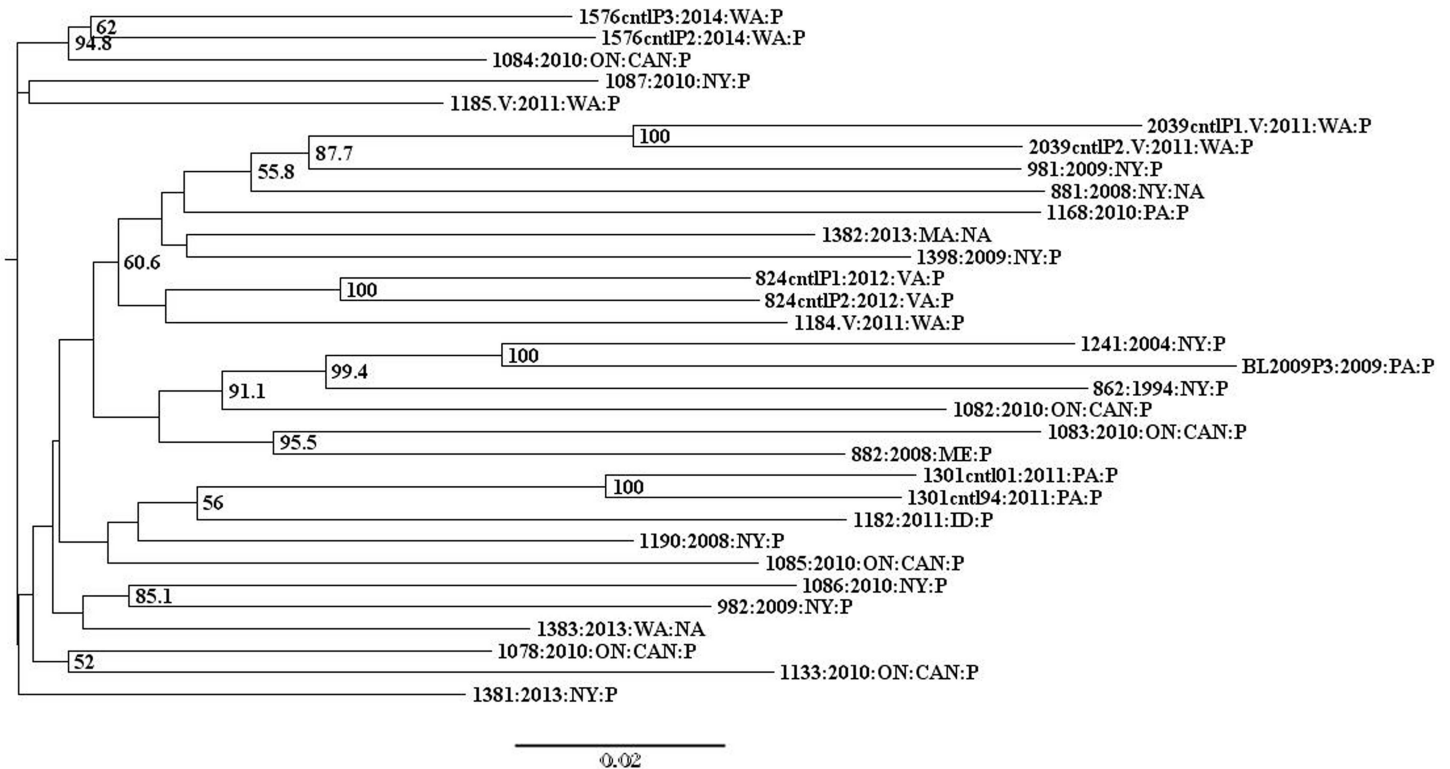 1576cntlP3:2014:WA:P
62
1576cntlP2:2014:WA:P
94.8
1084:2010:ON:CAN:P
1087:2010:NY:P
1185.V:2011:WA:P
2039cntlP1.V:2011:WA:P
100
2039cntlP2.V:2011:WA:P
87.7
981:2009:NY:P
55.8
881:2008:NY:NA
1168:2010:PA:P
1382:2013:MA:NA
1398:2009:NY:P
60.6
824cntlP1:2012:VA:P
100
824cntlP2:2012:VA:P
1184.V:2011:WA:P
1241:2004:NY:P
100
BL2009P3:2009:PA:P
99.4
862:1994:NY:P
91.1
1082:2010:ON:CAN:P
1083:2010:ON:CAN:P
95.5
882:2008:ME:P
1301cntl01:2011:PA:P
100
1301cntl94:2011:PA:P
56
1182:2011:ID:P
1190:2008:NY:P
1085:2010:ON:CAN:P
1086:2010:NY:P
85.1
982:2009:NY:P
1383:2013:WA:NA
1078:2010:ON:CAN:P
52
1133:2010:ON:CAN:P
1381:2013:NY:P
0.02